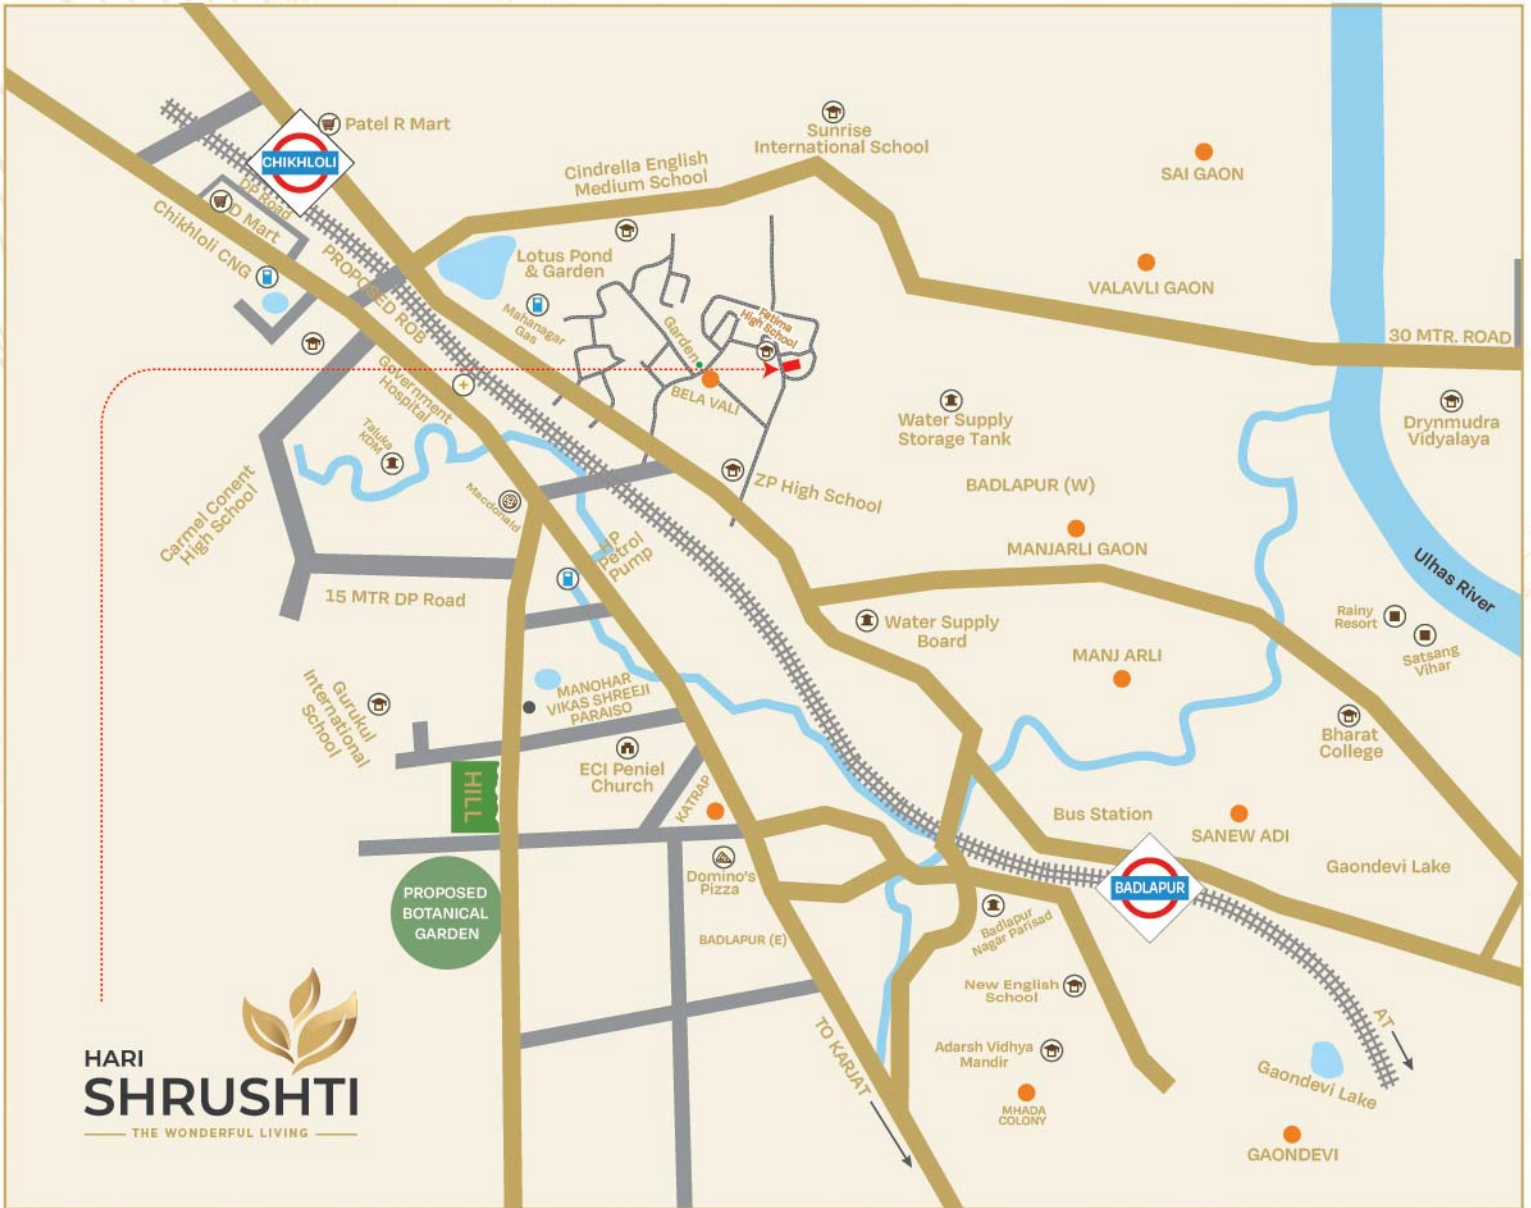 Patel R Mart
CHIKHLOLI
Sunrise
International School
Cindrella English
Medium School
SAI GAON
DP Road
D Mart
Chikhloli CNG
PROPOSED ROB
Lotus Pond
& Garden
Mahanagar
Gas
Garden
Fatima
High School
VALAVLI GAON
30 MTR. ROAD
Government
Hospital
BELA VALI
Taluka
KDM
Water Supply
Storage Tank
Drynmudra
Vidyalaya
Carmel Conent
High School
Macdonald
ZP High School
BADLAPUR (W)
MANJARLI GAON
HP
Petrol
Pump
Ulhas River
15 MTR DP Road
Water Supply
Board
Rainy
Resort
Satsang
Vihar
MANJ ARLI
Gurukul
International
School
MANOHAR
VIKAS SHREEJI
PARAISO
Bharat
College
HILL
ECI Peniel
Church
KATRAP
Bus Station
SANEW ADI
Gaondevi Lake
Domino's
Pizza
BADLAPUR
PROPOSED
BOTANICAL
GARDEN
BADLAPUR (E)
Badlapur
Nagar Parisad
New English
School
TO KARJAT
AT
Adarsh Vidhya
Mandir
Gaondevi Lake
MHADA
COLONY
GAONDEVI
HARI
SHRUSHTI
THE WONDERFUL LIVING